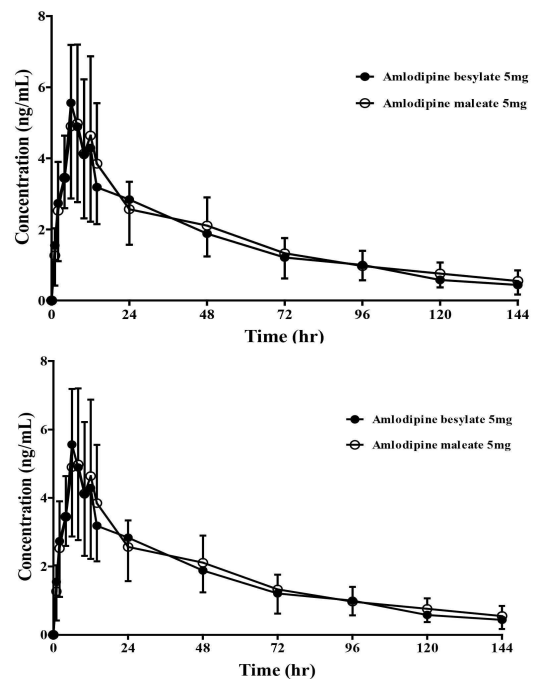 8
6
4
2
0
Concentration (ng/mL)
Amlodipine besylate 5mg
Amlodipine maleate 5mg
0 24 48 72 96 120 144
Time (hr)
8
6
4
2
0
Concentration (ng/mL)
Amlodipine besylate 5mg
Amlodipine maleate 5mg
0 24 48 72 96 120 144
Time (hr)